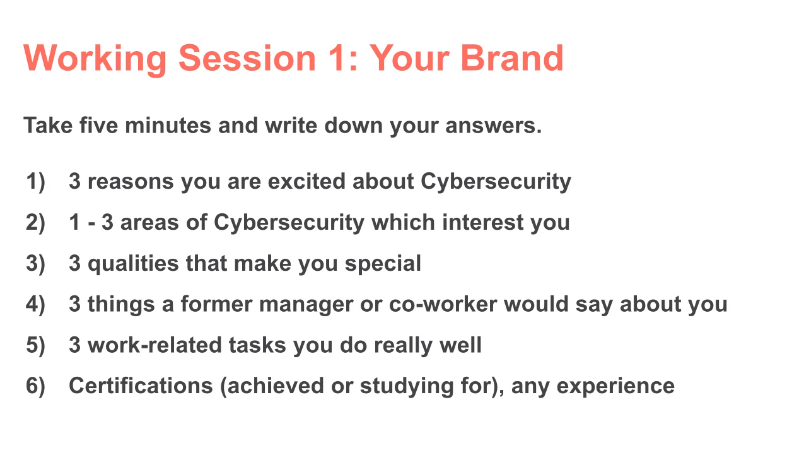 Working Session 1: Your Brand
Take five minutes and write down your answers.
1) 3 reasons you are excited about Cybersecurity
2) 1 - 3 areas of Cybersecurity which interest you
3) 3 qualities that make you special
4) 3 things a former manager or co-worker would say about you
5) 3 work-related tasks you do really well
6) Certifications (achieved or studying for), any experience